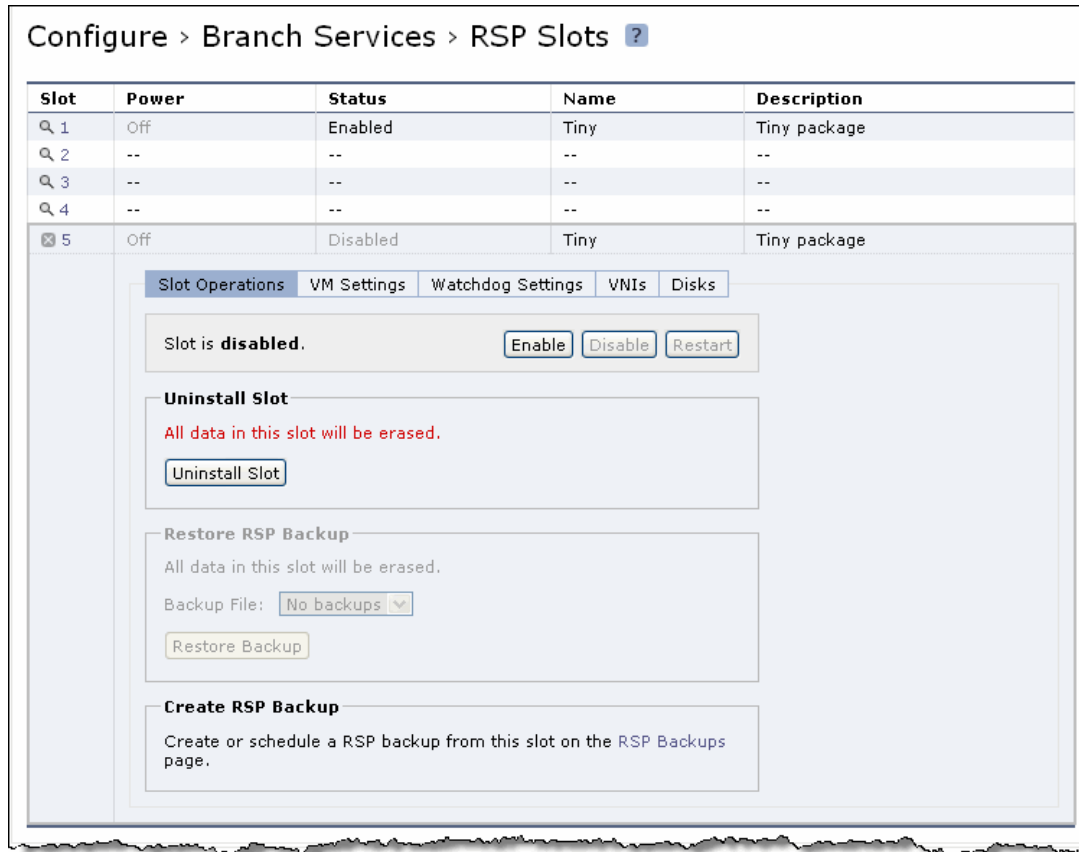 Configure > Branch Services > RSP Slots ?
Slot Power Status Name Description
1 Off Enabled Tiny Tiny package
2 -- -- -- --
3 -- -- -- --
4 -- -- -- --
5 Off Disabled Tiny Tiny package
Slot Operations VM Settings Watchdog Settings VNIs Disks
Slot is disabled. Enable Disable Restart
Uninstall Slot
All data in this slot will be erased.
Uninstall Slot
Restore RSP Backup
All data in this slot will be erased.
Backup File: No backups
Restore Backup
Create RSP Backup
Create or schedule a RSP backup from this slot on the RSP Backups
page.